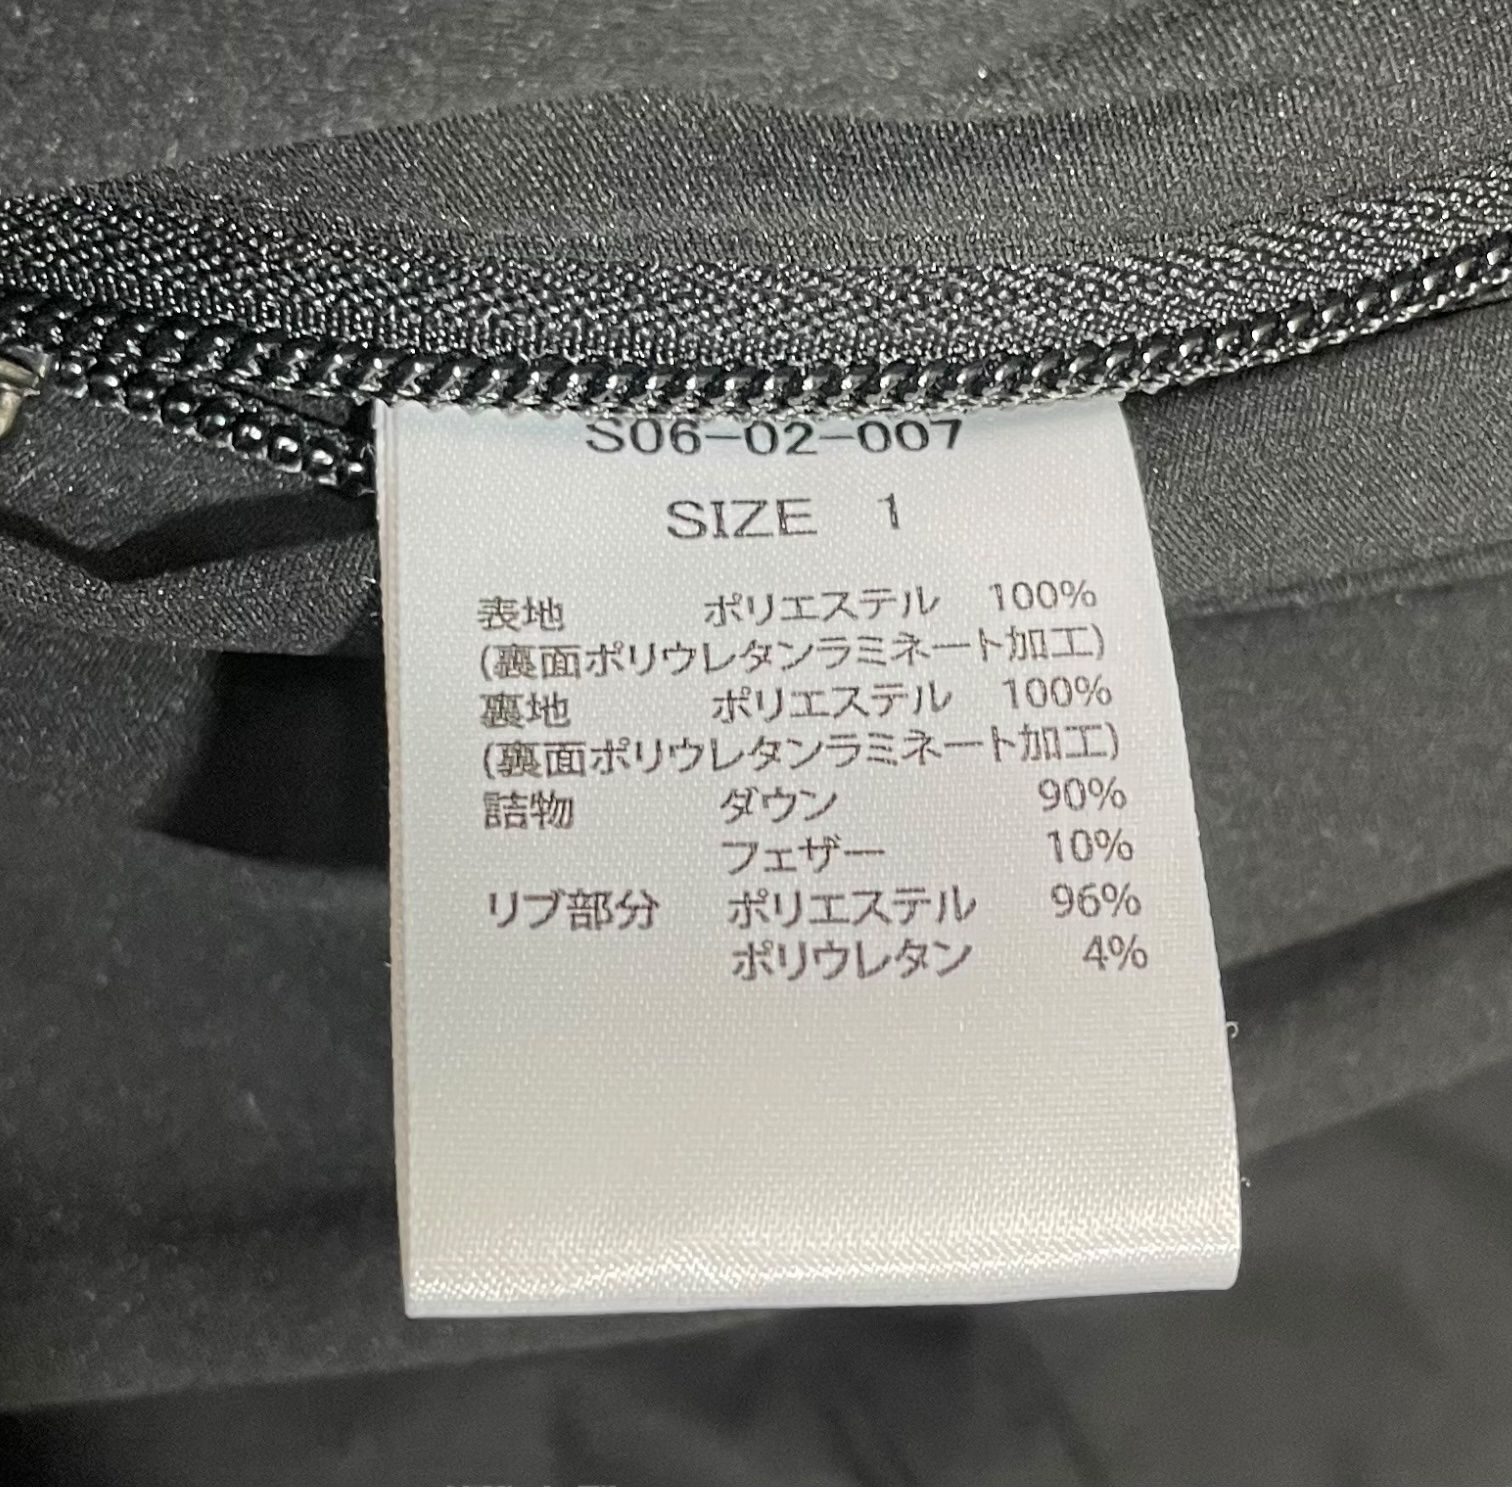 S06-02-007
SIZE 1
表地 ポリエステル 100%
(裏面ポリウレタンラミネート加工)
裏地 ポリエステル 100%
(裏面ポリウレタンラミネート加工)
詰物 ダウン 90%
フェザー 10%
リブ部分 ポリエステル 96%
ポリウレタン 4%